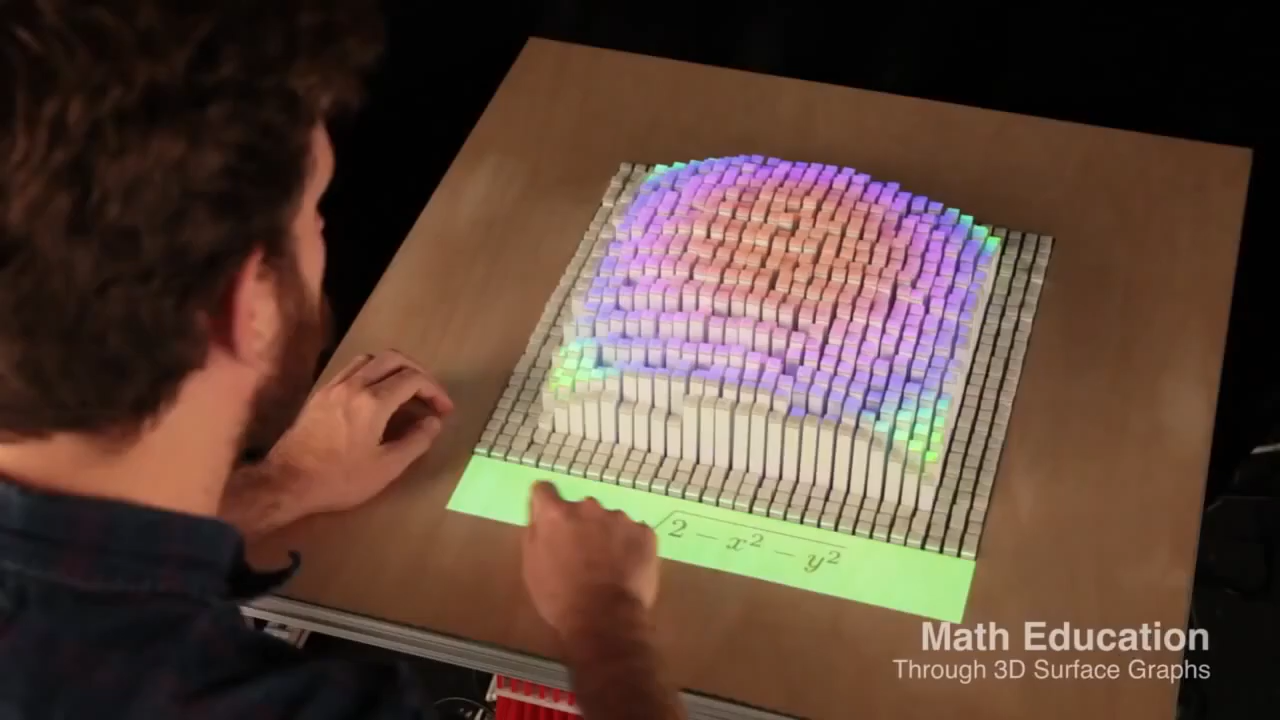 √2 − x² − y²
Math Education
Through 3D Surface Graphs